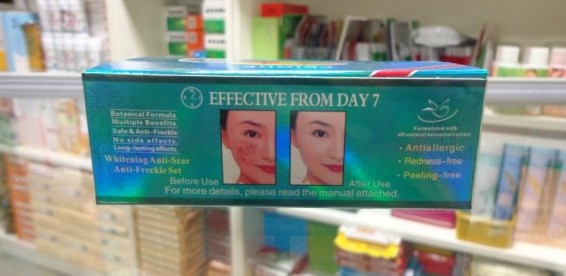 EFFECTIVE FROM DAY 7
Botanical Formula
Multiple Benefits
Safe & Anti-Freckle
No side effects
Long-lasting effects
Whitening Anti-Scar
Anti-Freckle Set
Before Use
After Use
For more details, please read the manual attached.
Formulated with
all-natural botanical extract
• Antiallergic
• Redness-free
• Peeling-free